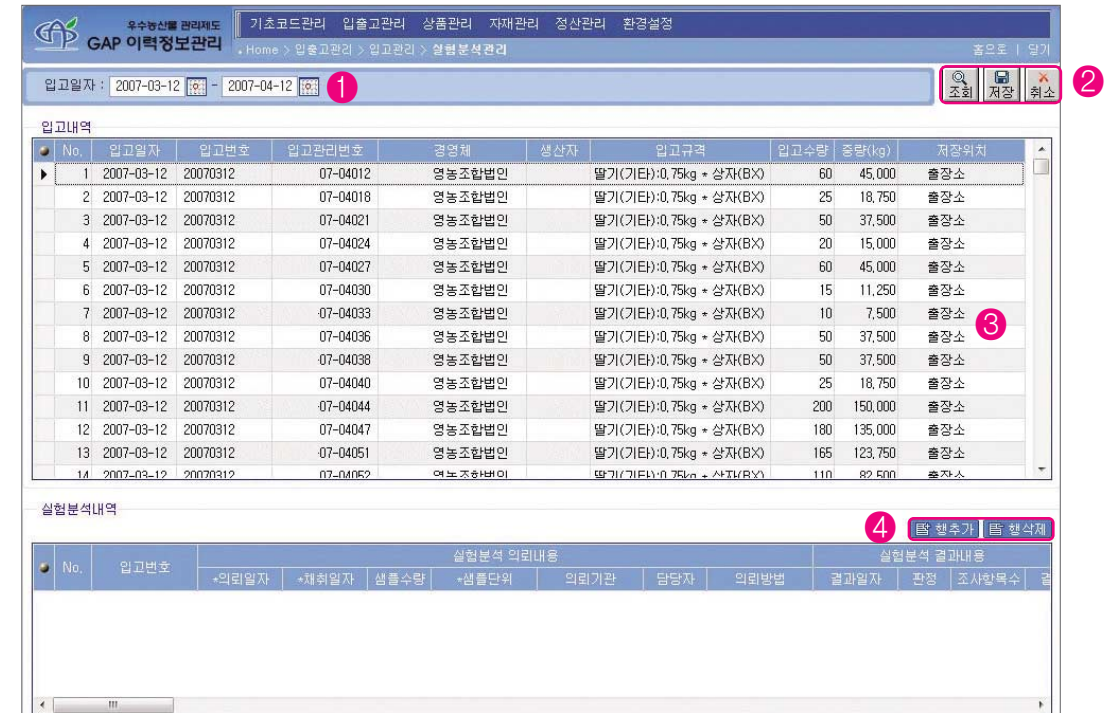 우수농산물 관리제도
GAP 이력정보관리
기초코드관리 입출고관리 상품관리 자재관리 정산관리 환경설정
Home > 입출고관리 > 입고관리 > 실험분석관리 홈으로 | 닫기
입고일자 : 2007-03-12 - 2007-04-12 1 조회 저장 취소 2
입고내역
No. 입고일자 입고번호 입고관리번호 경영체 생산자 입고규격 입고수량 중량(kg) 저장위치
1 2007-03-12 20070312 07-04012 영농조합법인 딸기(기타):0.75kg * 상자(BX) 60 45,000 출장소
2 2007-03-12 20070312 07-04018 영농조합법인 딸기(기타):0.75kg * 상자(BX) 25 18,750 출장소
3 2007-03-12 20070312 07-04021 영농조합법인 딸기(기타):0.75kg * 상자(BX) 50 37,500 출장소
4 2007-03-12 20070312 07-04024 영농조합법인 딸기(기타):0.75kg * 상자(BX) 20 15,000 출장소
5 2007-03-12 20070312 07-04027 영농조합법인 딸기(기타):0.75kg * 상자(BX) 60 45,000 출장소
6 2007-03-12 20070312 07-04030 영농조합법인 딸기(기타):0.75kg * 상자(BX) 15 11,250 출장소
7 2007-03-12 20070312 07-04033 영농조합법인 딸기(기타):0.75kg * 상자(BX) 10 7,500 출장소
3
8 2007-03-12 20070312 07-04036 영농조합법인 딸기(기타):0.75kg * 상자(BX) 50 37,500 출장소
9 2007-03-12 20070312 07-04038 영농조합법인 딸기(기타):0.75kg * 상자(BX) 50 37,500 출장소
10 2007-03-12 20070312 07-04040 영농조합법인 딸기(기타):0.75kg * 상자(BX) 25 18,750 출장소
11 2007-03-12 20070312 07-04044 영농조합법인 딸기(기타):0.75kg * 상자(BX) 200 150,000 출장소
12 2007-03-12 20070312 07-04047 영농조합법인 딸기(기타):0.75kg * 상자(BX) 180 135,000 출장소
13 2007-03-12 20070312 07-04051 영농조합법인 딸기(기타):0.75kg * 상자(BX) 165 123,750 출장소
14 2007-03-12 20070312 07-04052 영농조합법인 딸기(기타):0.75kg * 상자(BX) 110 82,500 출장소
실험분석내역
4 행추가 행삭제
실험분석 의뢰내용 실험분석 결과내용
No. 입고번호 *의뢰일자 *채취일자 샘플수량 *샘플단위 의뢰기관 담당자 의뢰방법 결과일자 판정 조사항목수